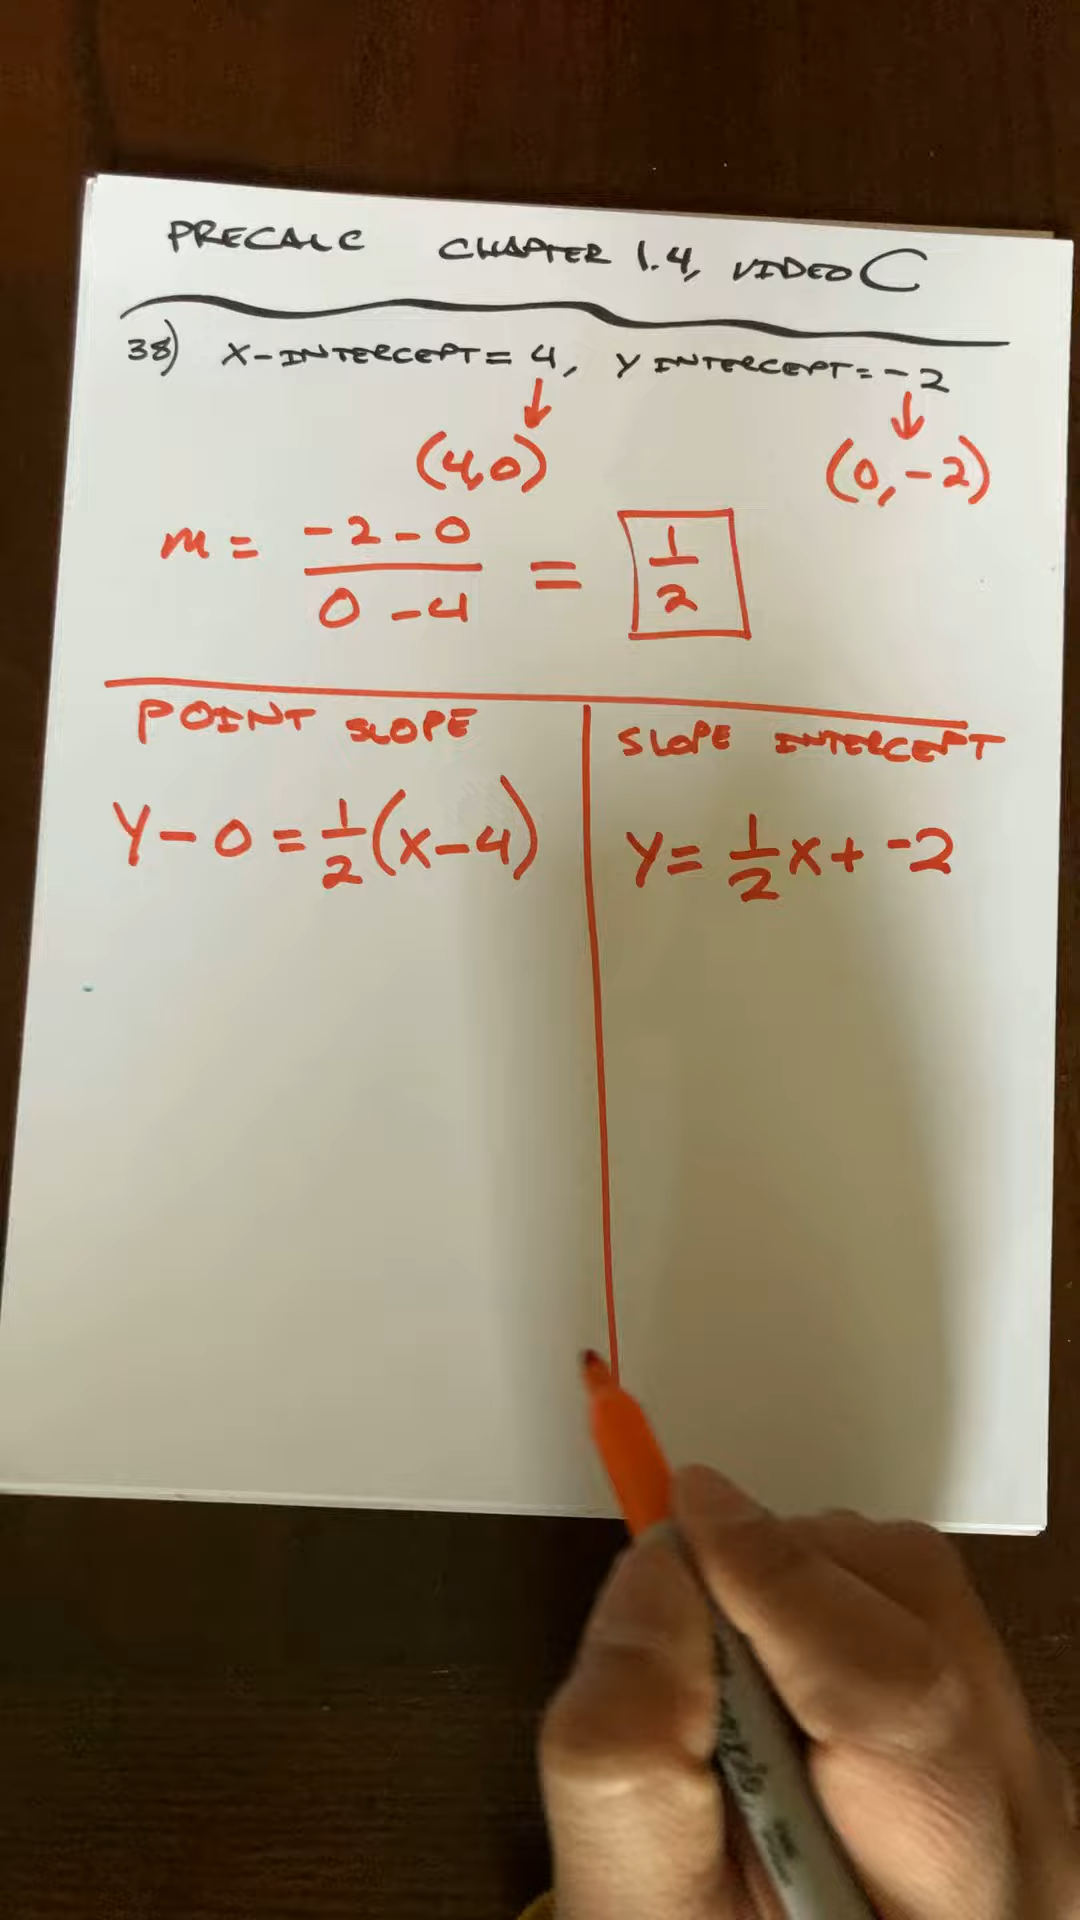 PRECALC CHAPTER 1.4, VIDEO C
38) X-INTERCEPT = 4, Y INTERCEPT = -2
↓ ↓
(4,0) (0,-2)
m = -2-0 / 0-4 = 1/2
POINT SLOPE
Y-0 = 1/2(X-4)
SLOPE INTERCEPT
Y = 1/2X + -2